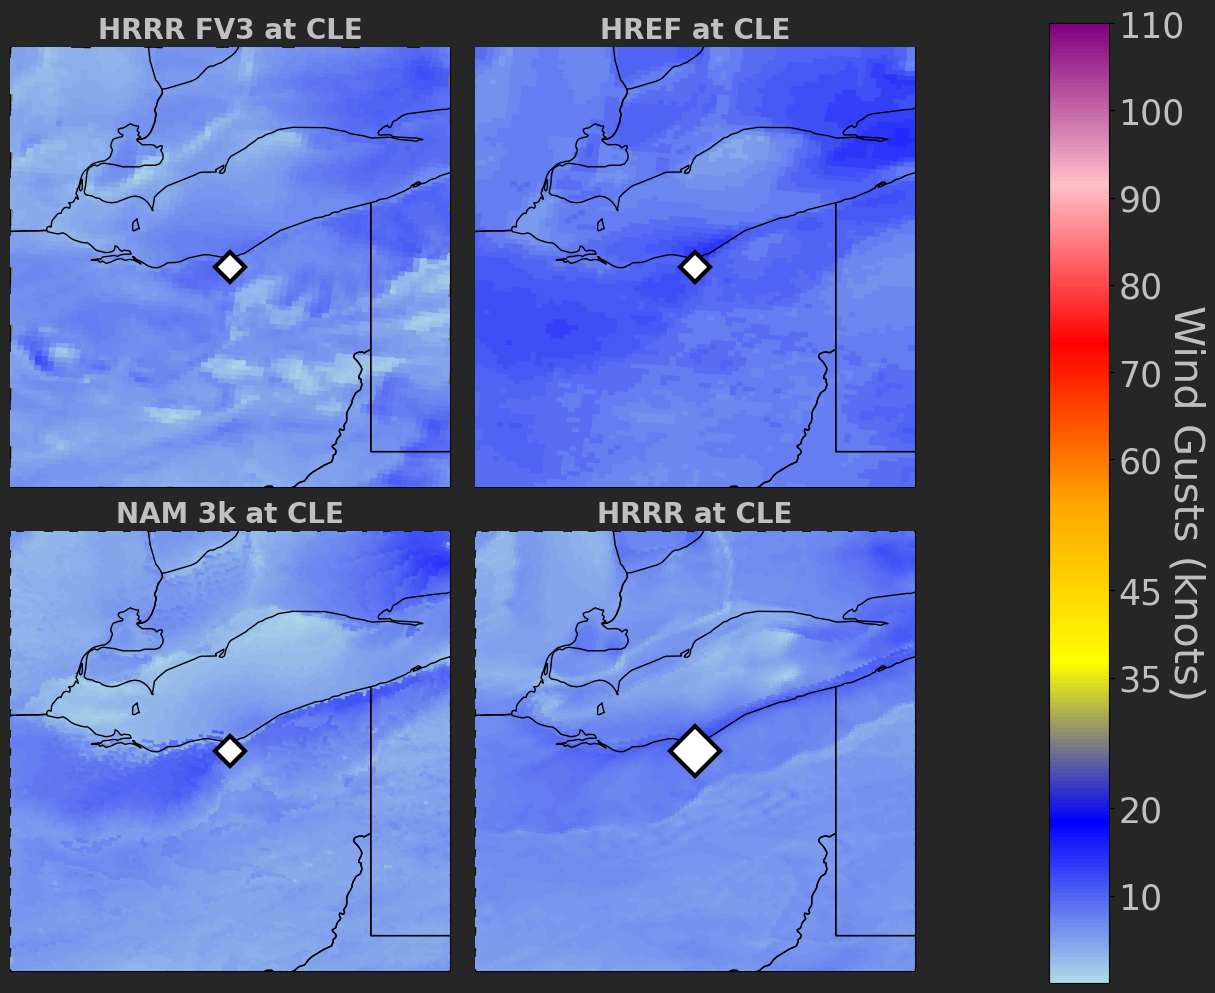 HRRR FV3 at CLE
HREF at CLE
NAM 3k at CLE
HRRR at CLE
110
100
90
80
70
60
45
35
20
10
Wind Gusts (knots)